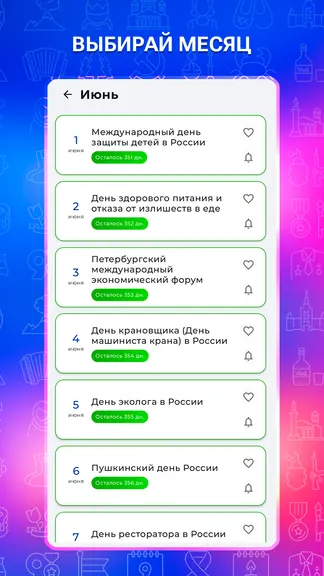 ВЫБИРАЙ МЕСЯЦ
Июнь
1
июня
Международный день
защиты детей в России
Осталось 351 дн.
2
июня
День здорового питания и
отказа от излишеств в еде
Осталось 352 дн.
3
июня
Петербургский
международный
экономический форум
Осталось 353 дн.
4
июня
День крановщика (День
машиниста крана) в России
Осталось 354 дн.
5
июня
День эколога в России
Осталось 355 дн.
6
июня
Пушкинский день России
Осталось 356 дн.
7
День ресторатора в России